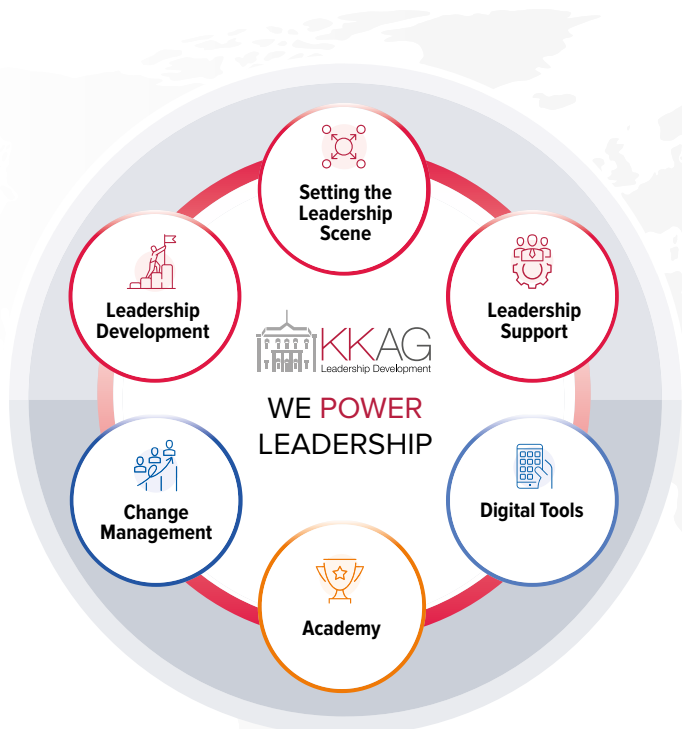 Setting the
Leadership
Scene
Leadership
Development
Leadership
Support
KKAG
Leadership Development
WE POWER
LEADERSHIP
Change
Management
Digital Tools
Academy